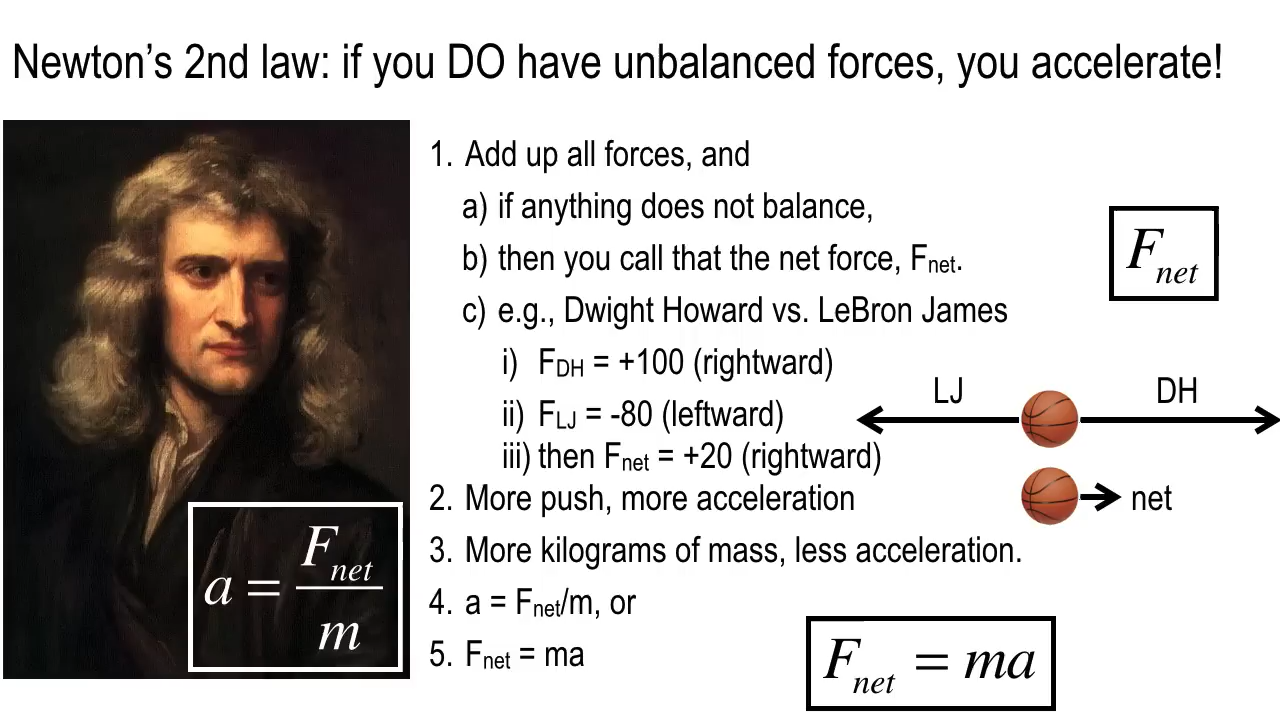 Newton's 2nd law: if you DO have unbalanced forces, you accelerate!
1. Add up all forces, and
a) if anything does not balance,
b) then you call that the net force, Fnet.
c) e.g., Dwight Howard vs. LeBron James
i) FDH = +100 (rightward)
ii) FLJ = -80 (leftward)
iii) then Fnet = +20 (rightward)
2. More push, more acceleration
3. More kilograms of mass, less acceleration.
4. a = Fnet/m, or
5. Fnet = ma
Fnet
LJ DH
net
a = Fnet/m
Fnet = ma